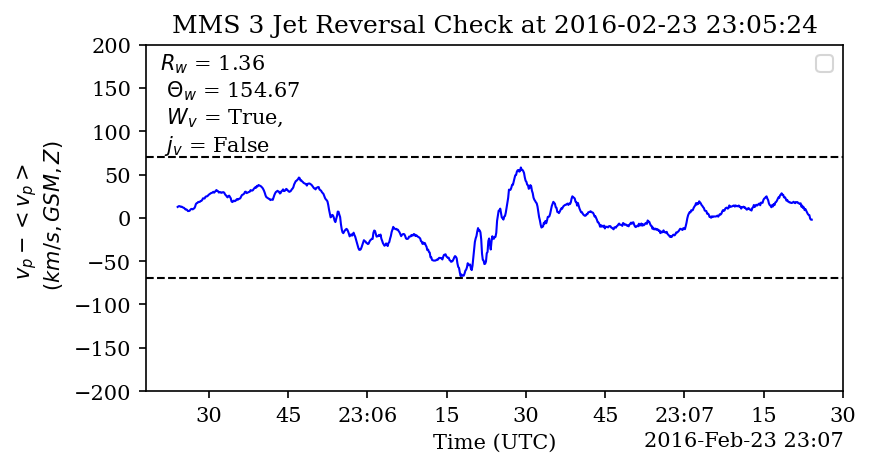 MMS 3 Jet Reversal Check at 2016-02-23 23:05:24
R_w = 1.36
Θ_w = 154.67
W_v = True,
j_v = False
v_p − < v_p >
(km/s, GSM, Z)
200
150
100
50
0
−50
−100
−150
−200
30 45 23:06 15 30 45 23:07 15 30
Time (UTC)
2016-Feb-23 23:07